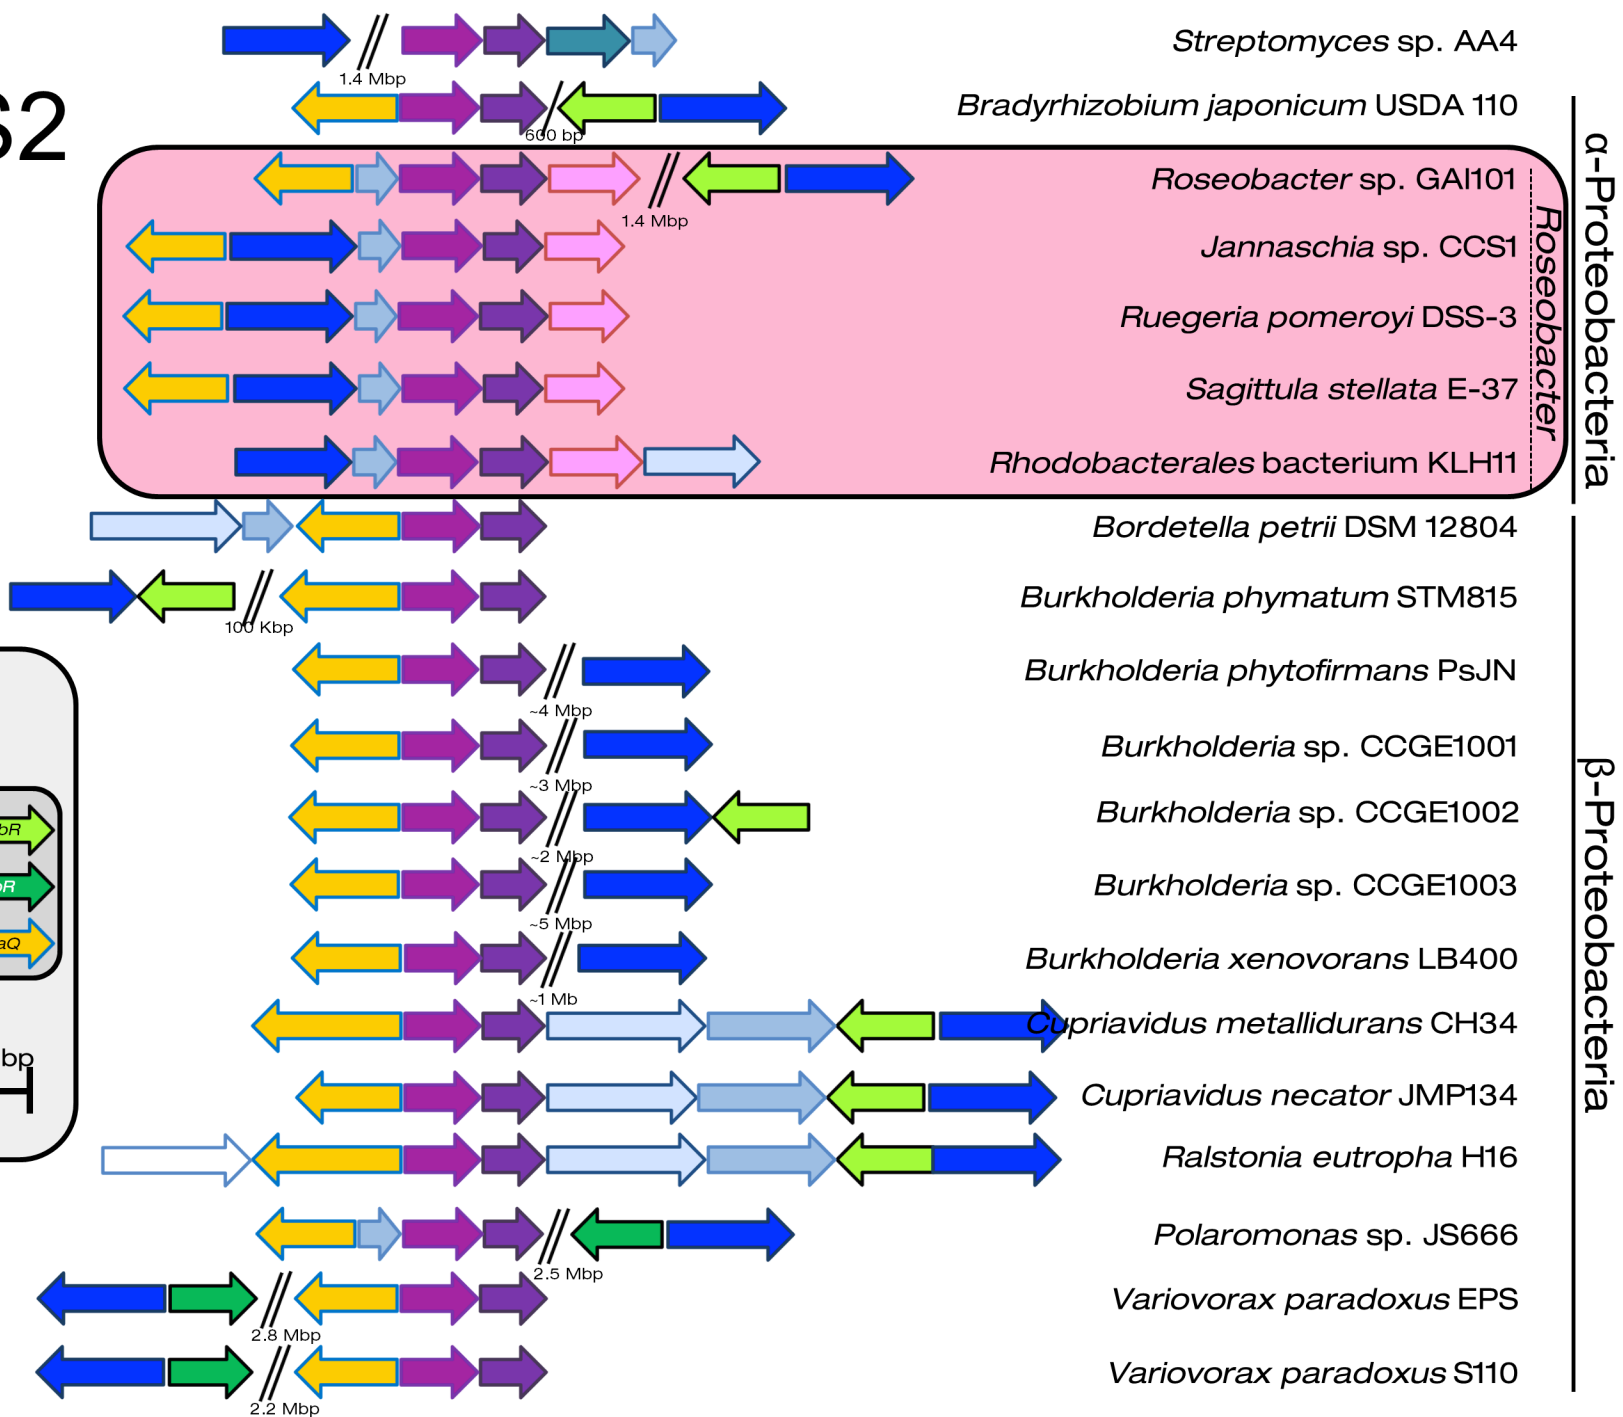 Streptomyces sp. AA4
1.4 Mbp
S2
Bradyrhizobium japonicum USDA 110
600 bp
Roseobacter sp. GAI101
1.4 Mbp
Jannaschia sp. CCS1
Ruegeria pomeroyi DSS-3
Sagittula stellata E-37
Rhodobacterales bacterium KLH11
Roseobacter
α-Proteobacteria
Bordetella petrii DSM 12804
Burkholderia phymatum STM815
100 Kbp
Burkholderia phytofirmans PsJN
~4 Mbp
Burkholderia sp. CCGE1001
~3 Mbp
Burkholderia sp. CCGE1002
~2 Mbp
Burkholderia sp. CCGE1003
~5 Mbp
Burkholderia xenovorans LB400
~1 Mb
Cupriavidus metallidurans CH34
Cupriavidus necator JMP134
Ralstonia eutropha H16
Polaromonas sp. JS666
2.5 Mbp
Variovorax paradoxus EPS
2.8 Mbp
Variovorax paradoxus S110
2.2 Mbp
β-Proteobacteria
bR
bR
aQ
bp